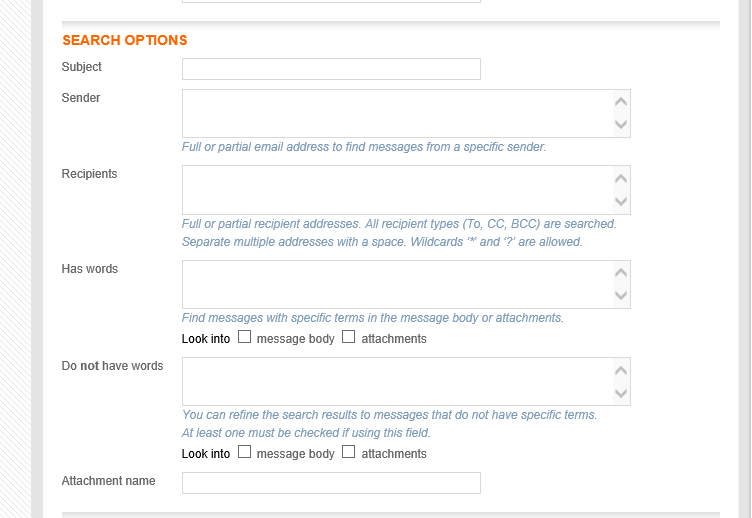 SEARCH OPTIONS
Subject
Sender
Full or partial email address to find messages from a specific sender.
Recipients
Full or partial recipient addresses. All recipient types (To, CC, BCC) are searched.
Separate multiple addresses with a space. Wildcards '*' and '?' are allowed.
Has words
Find messages with specific terms in the message body or attachments.
Look into message body attachments
Do not have words
You can refine the search results to messages that do not have specific terms.
At least one must be checked if using this field.
Look into message body attachments
Attachment name